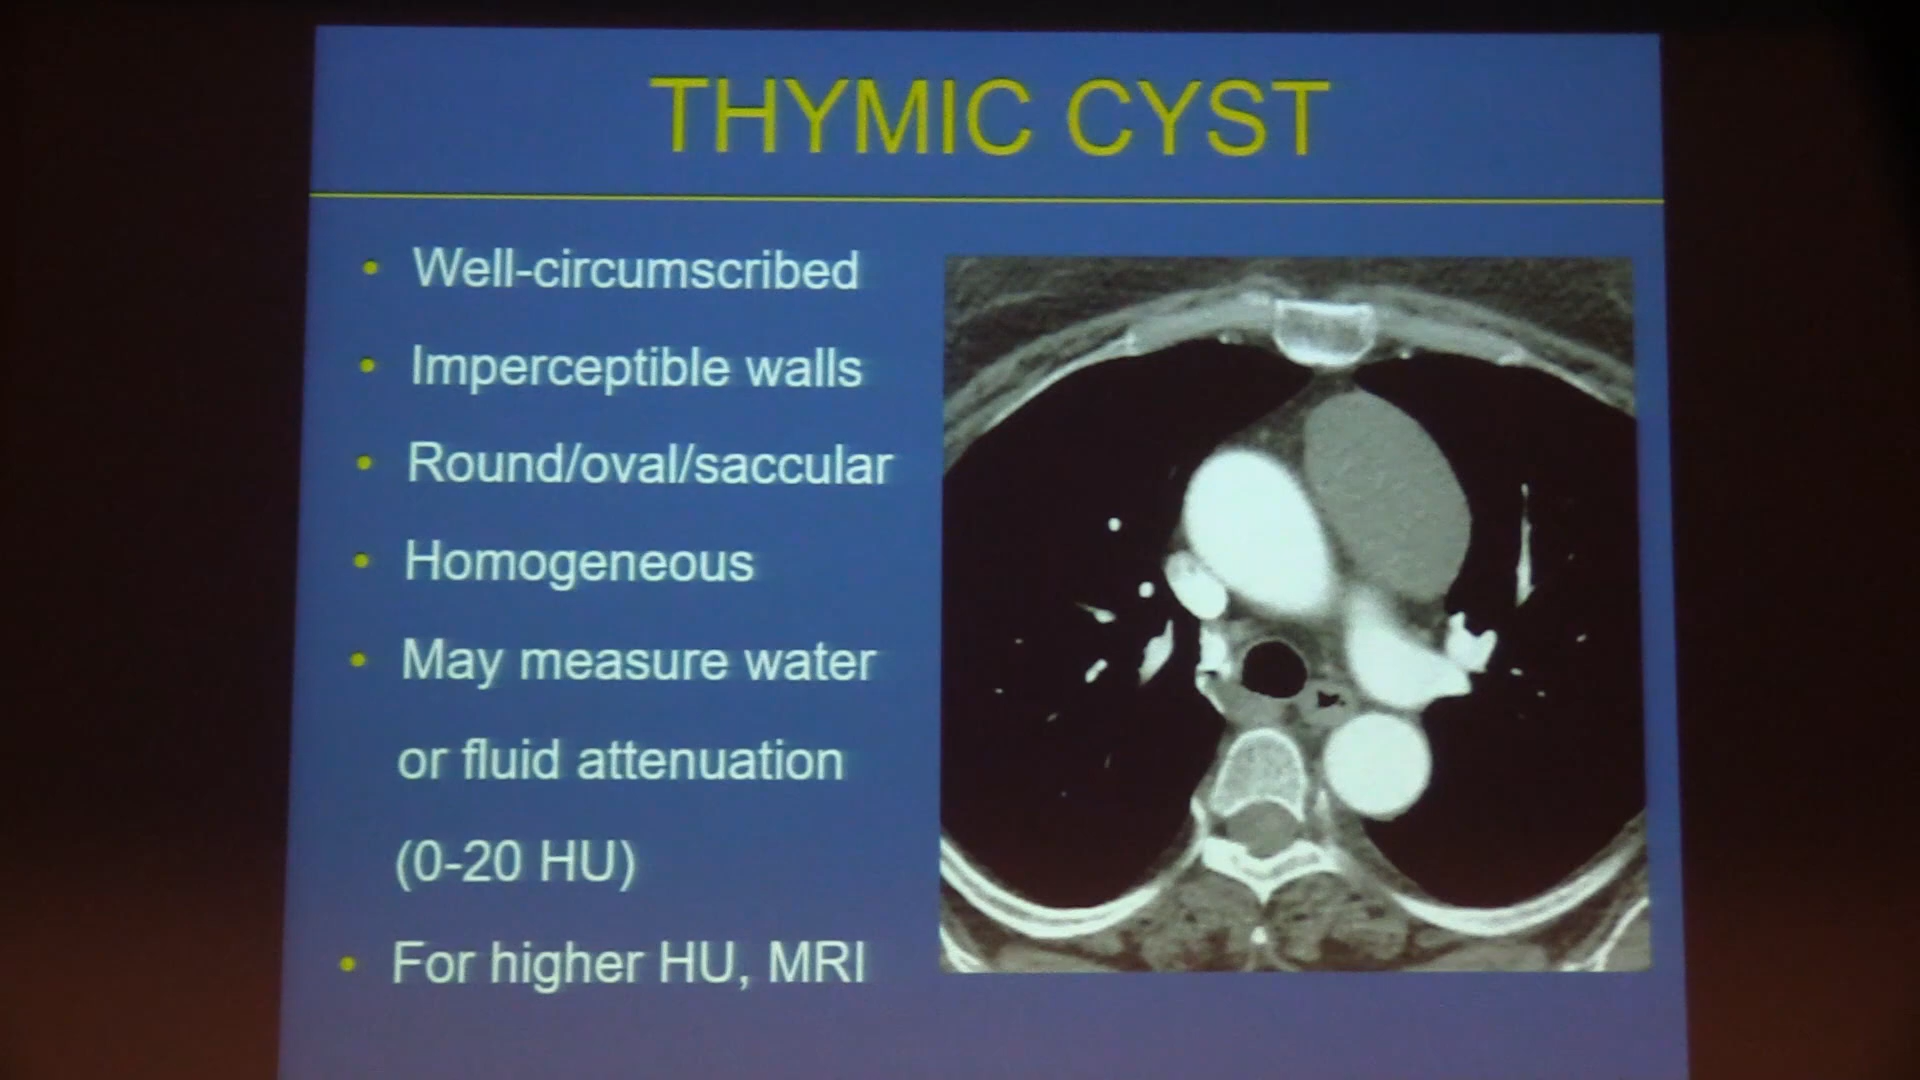 THYMIC CYST
• Well-circumscribed
• Imperceptible walls
• Round/oval/saccular
• Homogeneous
• May measure water
or fluid attenuation
(0-20 HU)
• For higher HU, MRI